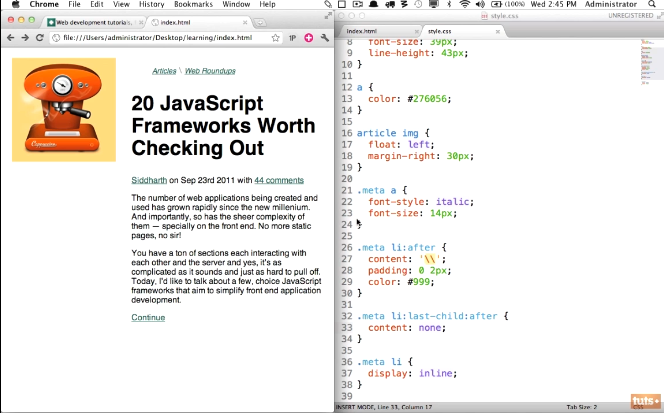 Chrome File Edit View History Bookmarks Window Help
(100%) Wed 2:45 PM Administrator
Web development tutorials, index.html
file:///Users/administrator/Desktop/learning/index.html
1P
Articles \ Web Roundups
20 JavaScript
Frameworks Worth
Checking Out
Siddharth on Sep 23rd 2011 with 44 comments
The number of web applications being created and
used has grown rapidly since the new millenium.
And importantly, so has the sheer complexity of
them — specially on the front end. No more static
pages, no sir!
You have a ton of sections each interacting with
each other and the server and yes, it's as
complicated as it sounds and just as hard to pull off.
Today, I'd like to talk about a few, choice JavaScript
frameworks that aim to simplify front end application
development.
Continue
style.css UNREGISTERED
index.html style.css
8 font-size: 39px;
9 line-height: 43px;
10 }
11
12 a {
13 color: #276056;
14 }
15
16 article img {
17 float: left;
18 margin-right: 30px;
19 }
20
21 .meta a {
22 font-style: italic;
23 font-size: 14px;
24 }
25
26 .meta li:after {
27 content: '\\';
28 padding: 0 2px;
29 color: #999;
30 }
31
32 .meta li:last-child:after {
33 content: none;
34 }
35
36 .meta li {
37 display: inline;
38 }
39
INSERT MODE, Line 33, Column 17 Tab Size: 2 CSS
tuts+